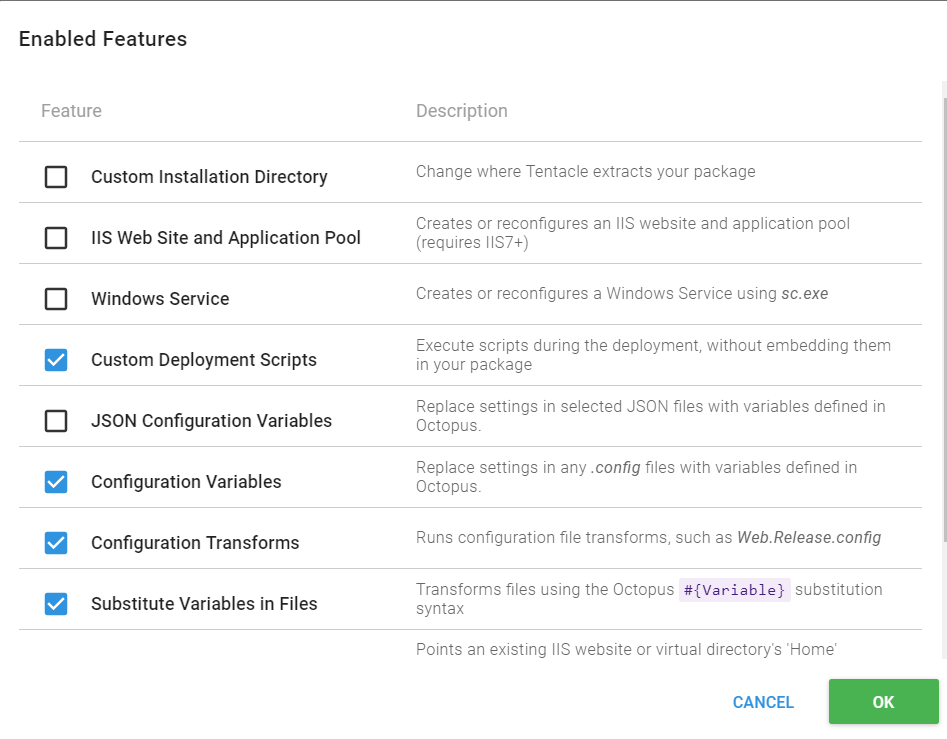 Enabled Features
Feature Description
Custom Installation Directory Change where Tentacle extracts your package
IIS Web Site and Application Pool Creates or reconfigures an IIS website and application pool
(requires IIS7+)
Windows Service Creates or reconfigures a Windows Service using sc.exe
Custom Deployment Scripts Execute scripts during the deployment, without embedding them
in your package
JSON Configuration Variables Replace settings in selected JSON files with variables defined in
Octopus.
Configuration Variables Replace settings in any .config files with variables defined in
Octopus.
Configuration Transforms Runs configuration file transforms, such as Web.Release.config
Substitute Variables in Files Transforms files using the Octopus #{Variable} substitution
syntax
Points an existing IIS website or virtual directory's 'Home'
CANCEL OK